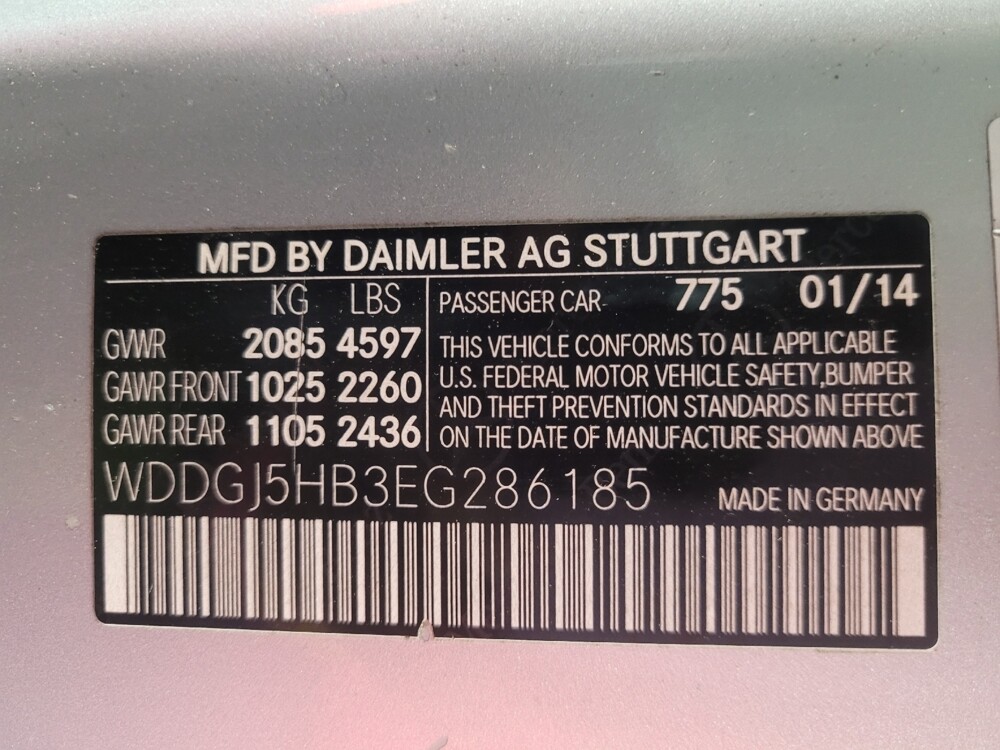 MFD BY DAIMLER AG STUTTGART
KG LBS
GVWR 2085 4597
GAWR FRONT 1025 2260
GAWR REAR 1105 2436
PASSENGER CAR 775 01/14
THIS VEHICLE CONFORMS TO ALL APPLICABLE
U.S. FEDERAL MOTOR VEHICLE SAFETY,BUMPER
AND THEFT PREVENTION STANDARDS IN EFFECT
ON THE DATE OF MANUFACTURE SHOWN ABOVE
WDDGJ5HB3EG286185 MADE IN GERMANY